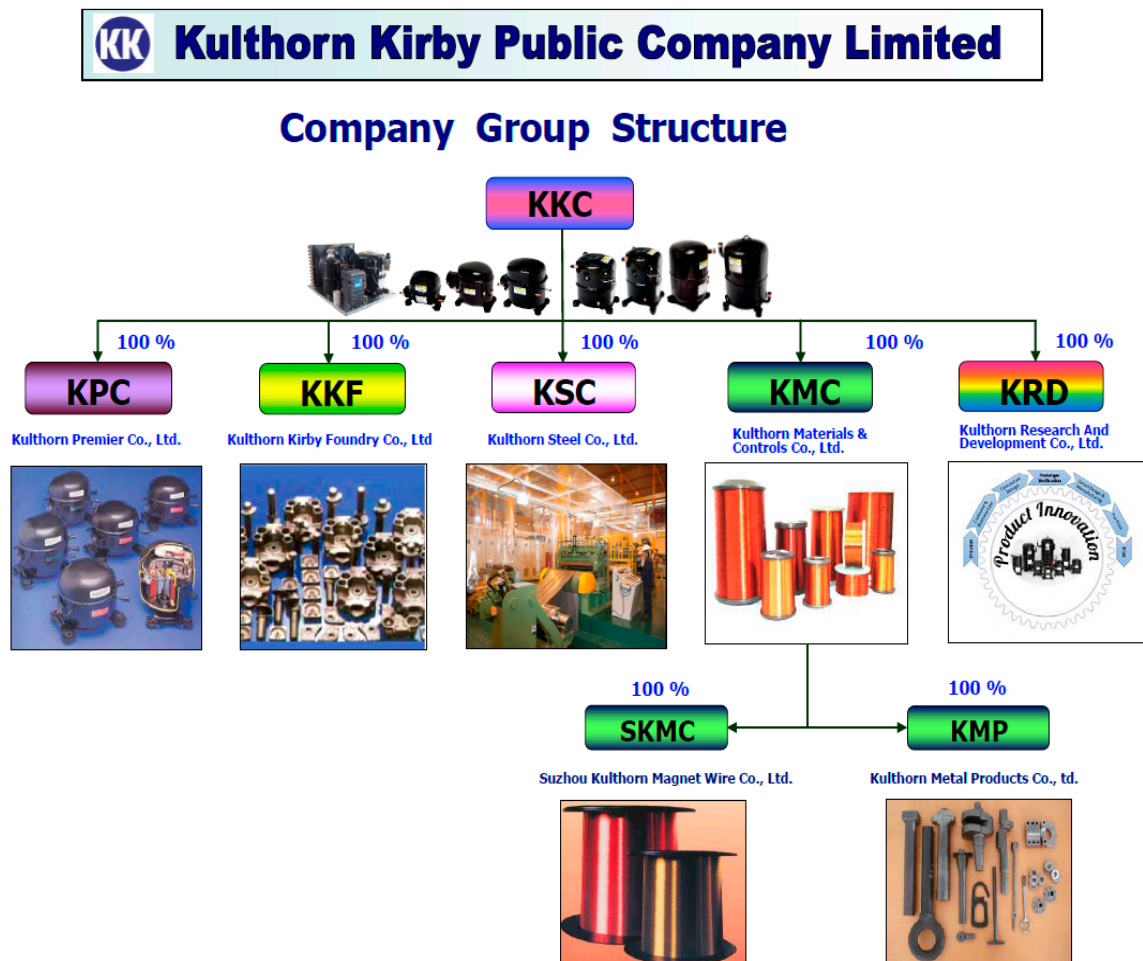 KK Kulthorn Kirby Public Company Limited
Company Group Structure
KKC
100 %
100 %
100 %
100 %
100 %
KPC
KKF
KSC
KMC
KRD
Kulthorn Premier Co., Ltd.
Kulthorn Kirby Foundry Co., Ltd
Kulthorn Steel Co., Ltd.
Kulthorn Materials &
Controls Co., Ltd.
Kulthorn Research And
Development Co., Ltd.
Product Innovation
100 %
100 %
SKMC
KMP
Suzhou Kulthorn Magnet Wire Co., Ltd.
Kulthorn Metal Products Co., td.